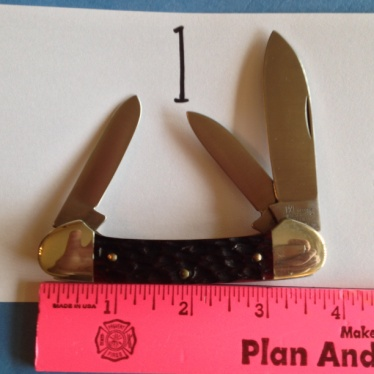 1
1 2 3 4
MADE IN USA
Make
Plan And